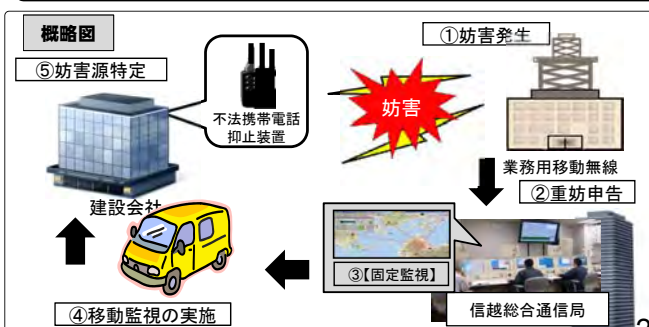 概略図
①妨害発生
⑤妨害源特定
不法携帯電話
抑止装置
妨害
業務用移動無線
②重妨申告
建設会社
③【固定監視】
④移動監視の実施
信越総合通信局